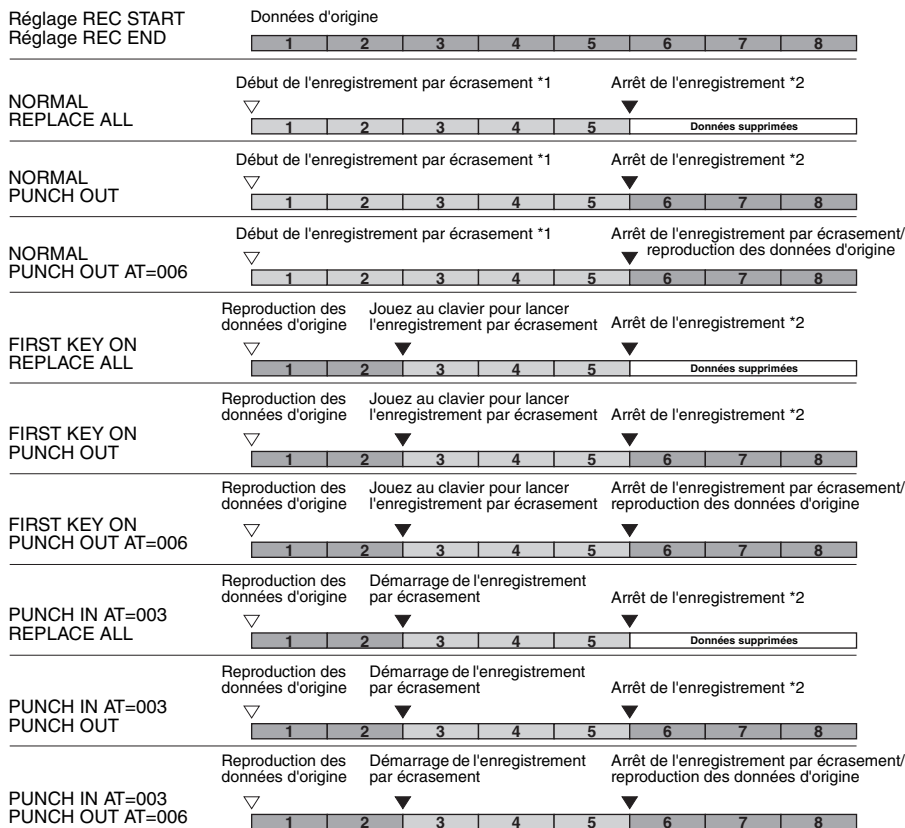 Réglage REC START
Réglage REC END
Données d'origine
1 2 3 4 5 6 7 8
NORMAL
REPLACE ALL
Début de l'enregistrement par écrasement *1
Arrêt de l'enregistrement *2
1 2 3 4 5 Données supprimées
NORMAL
PUNCH OUT
Début de l'enregistrement par écrasement *1
Arrêt de l'enregistrement *2
1 2 3 4 5 6 7 8
NORMAL
PUNCH OUT AT=006
Début de l'enregistrement par écrasement *1
Arrêt de l'enregistrement par écrasement/
reproduction des données d'origine
1 2 3 4 5 6 7 8
FIRST KEY ON
REPLACE ALL
Reproduction des
données d'origine
Jouez au clavier pour lancer
l'enregistrement par écrasement
Arrêt de l'enregistrement *2
1 2 3 4 5 Données supprimées
FIRST KEY ON
PUNCH OUT
Reproduction des
données d'origine
Jouez au clavier pour lancer
l'enregistrement par écrasement
Arrêt de l'enregistrement *2
1 2 3 4 5 6 7 8
FIRST KEY ON
PUNCH OUT AT=006
Reproduction des
données d'origine
Jouez au clavier pour lancer
l'enregistrement par écrasement
Arrêt de l'enregistrement par écrasement/
reproduction des données d'origine
1 2 3 4 5 6 7 8
PUNCH IN AT=003
REPLACE ALL
Reproduction des
données d'origine
Démarrage de l'enregistrement
par écrasement
Arrêt de l'enregistrement *2
1 2 3 4 5 Données supprimées
PUNCH IN AT=003
PUNCH OUT
Reproduction des
données d'origine
Démarrage de l'enregistrement
par écrasement
Arrêt de l'enregistrement *2
1 2 3 4 5 6 7 8
PUNCH IN AT=003
PUNCH OUT AT=006
Reproduction des
données d'origine
Démarrage de l'enregistrement
par écrasement
Arrêt de l'enregistrement par écrasement/
reproduction des données d'origine
1 2 3 4 5 6 7 8